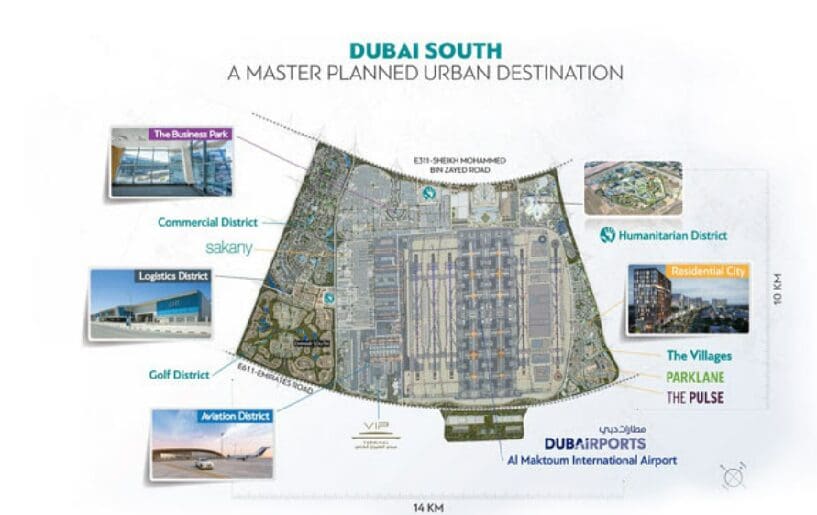 DUBAI SOUTH
A MASTER PLANNED URBAN DESTINATION
The Business Park
E311-SHEIKH MOHAMMED
BIN ZAYED ROAD
Commercial District
sakany
Humanitarian District
Logistics District
Residential City
10 KM
Golf District
E611-EMIRATES ROAD
The Villages
PARKLANE
THE PULSE
Aviation District
VIP
TERMINAL
مطارات دبي
DUBAI AIRPORTS
Al Maktoum International Airport
14 KM